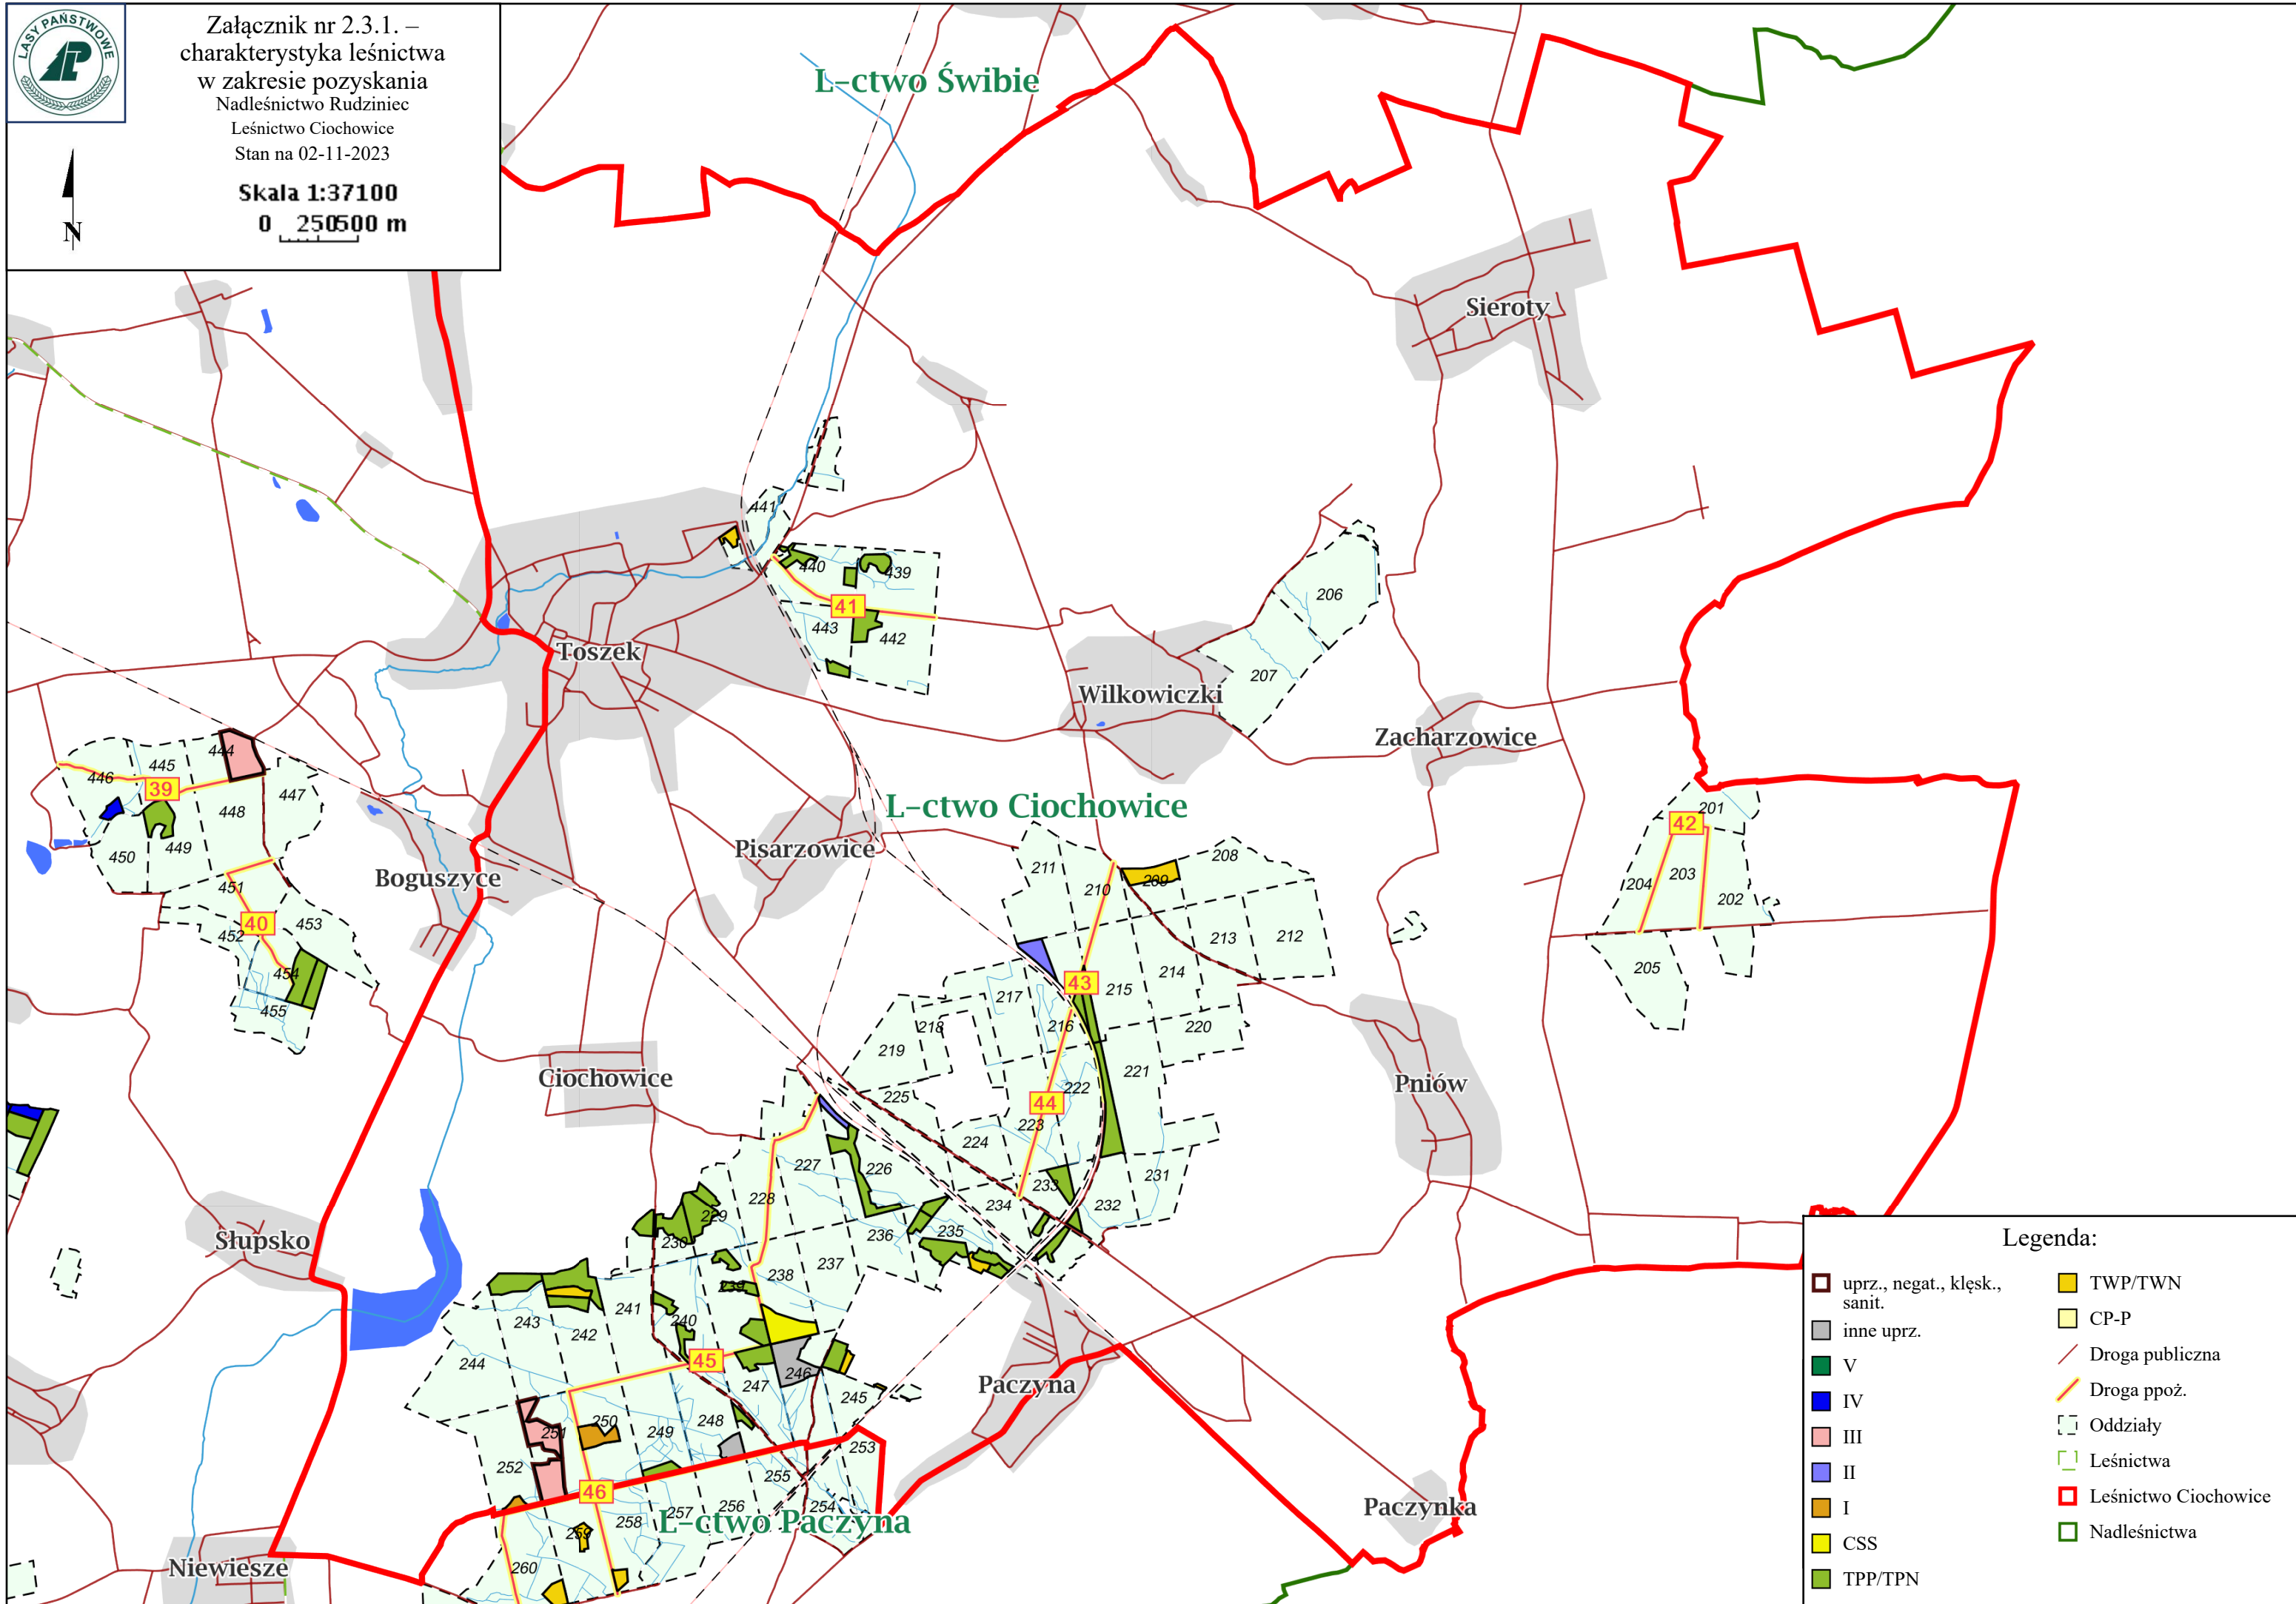 LASY PAŃSTWOWE
Załącznik nr 2.3.1. –
charakterystyka leśnictwa
w zakresie pozyskania
Nadleśnictwo Rudziniec
Leśnictwo Ciochowice
Stan na 02-11-2023
Skala 1:37100
0 250500 m
N
L-ctwo Świbie
Sieroty
441
440
439
41
443
442
206
207
Toszek
Wilkowiczki
Zacharzowice
444
445
446
39
447
448
449
450
451
40
452
453
454
455
L-ctwo Ciochowice
Pisarzowice
Boguszyce
201
42
203
204
202
205
208
211
209
210
213
212
214
43
215
217
216
218
220
219
221
222
225
44
223
224
Ciochowice
Pniów
227
226
231
233
228
234
232
229
235
236
230
237
238
239
Słupsko
241
240
243
242
244
45
246
247
245
Paczyna
250
248
251
249
252
253
255
46
256
254
257
258
259
260
L-ctwo Paczyna
Paczynka
Niewiesze
Legenda:
uprz., negat., klęsk.,
sanit.
inne uprz.
V
IV
III
II
I
CSS
TPP/TPN
TWP/TWN
CP-P
Droga publiczna
Droga ppoż.
Oddziały
Leśnictwa
Leśnictwo Ciochowice
Nadleśnictwa